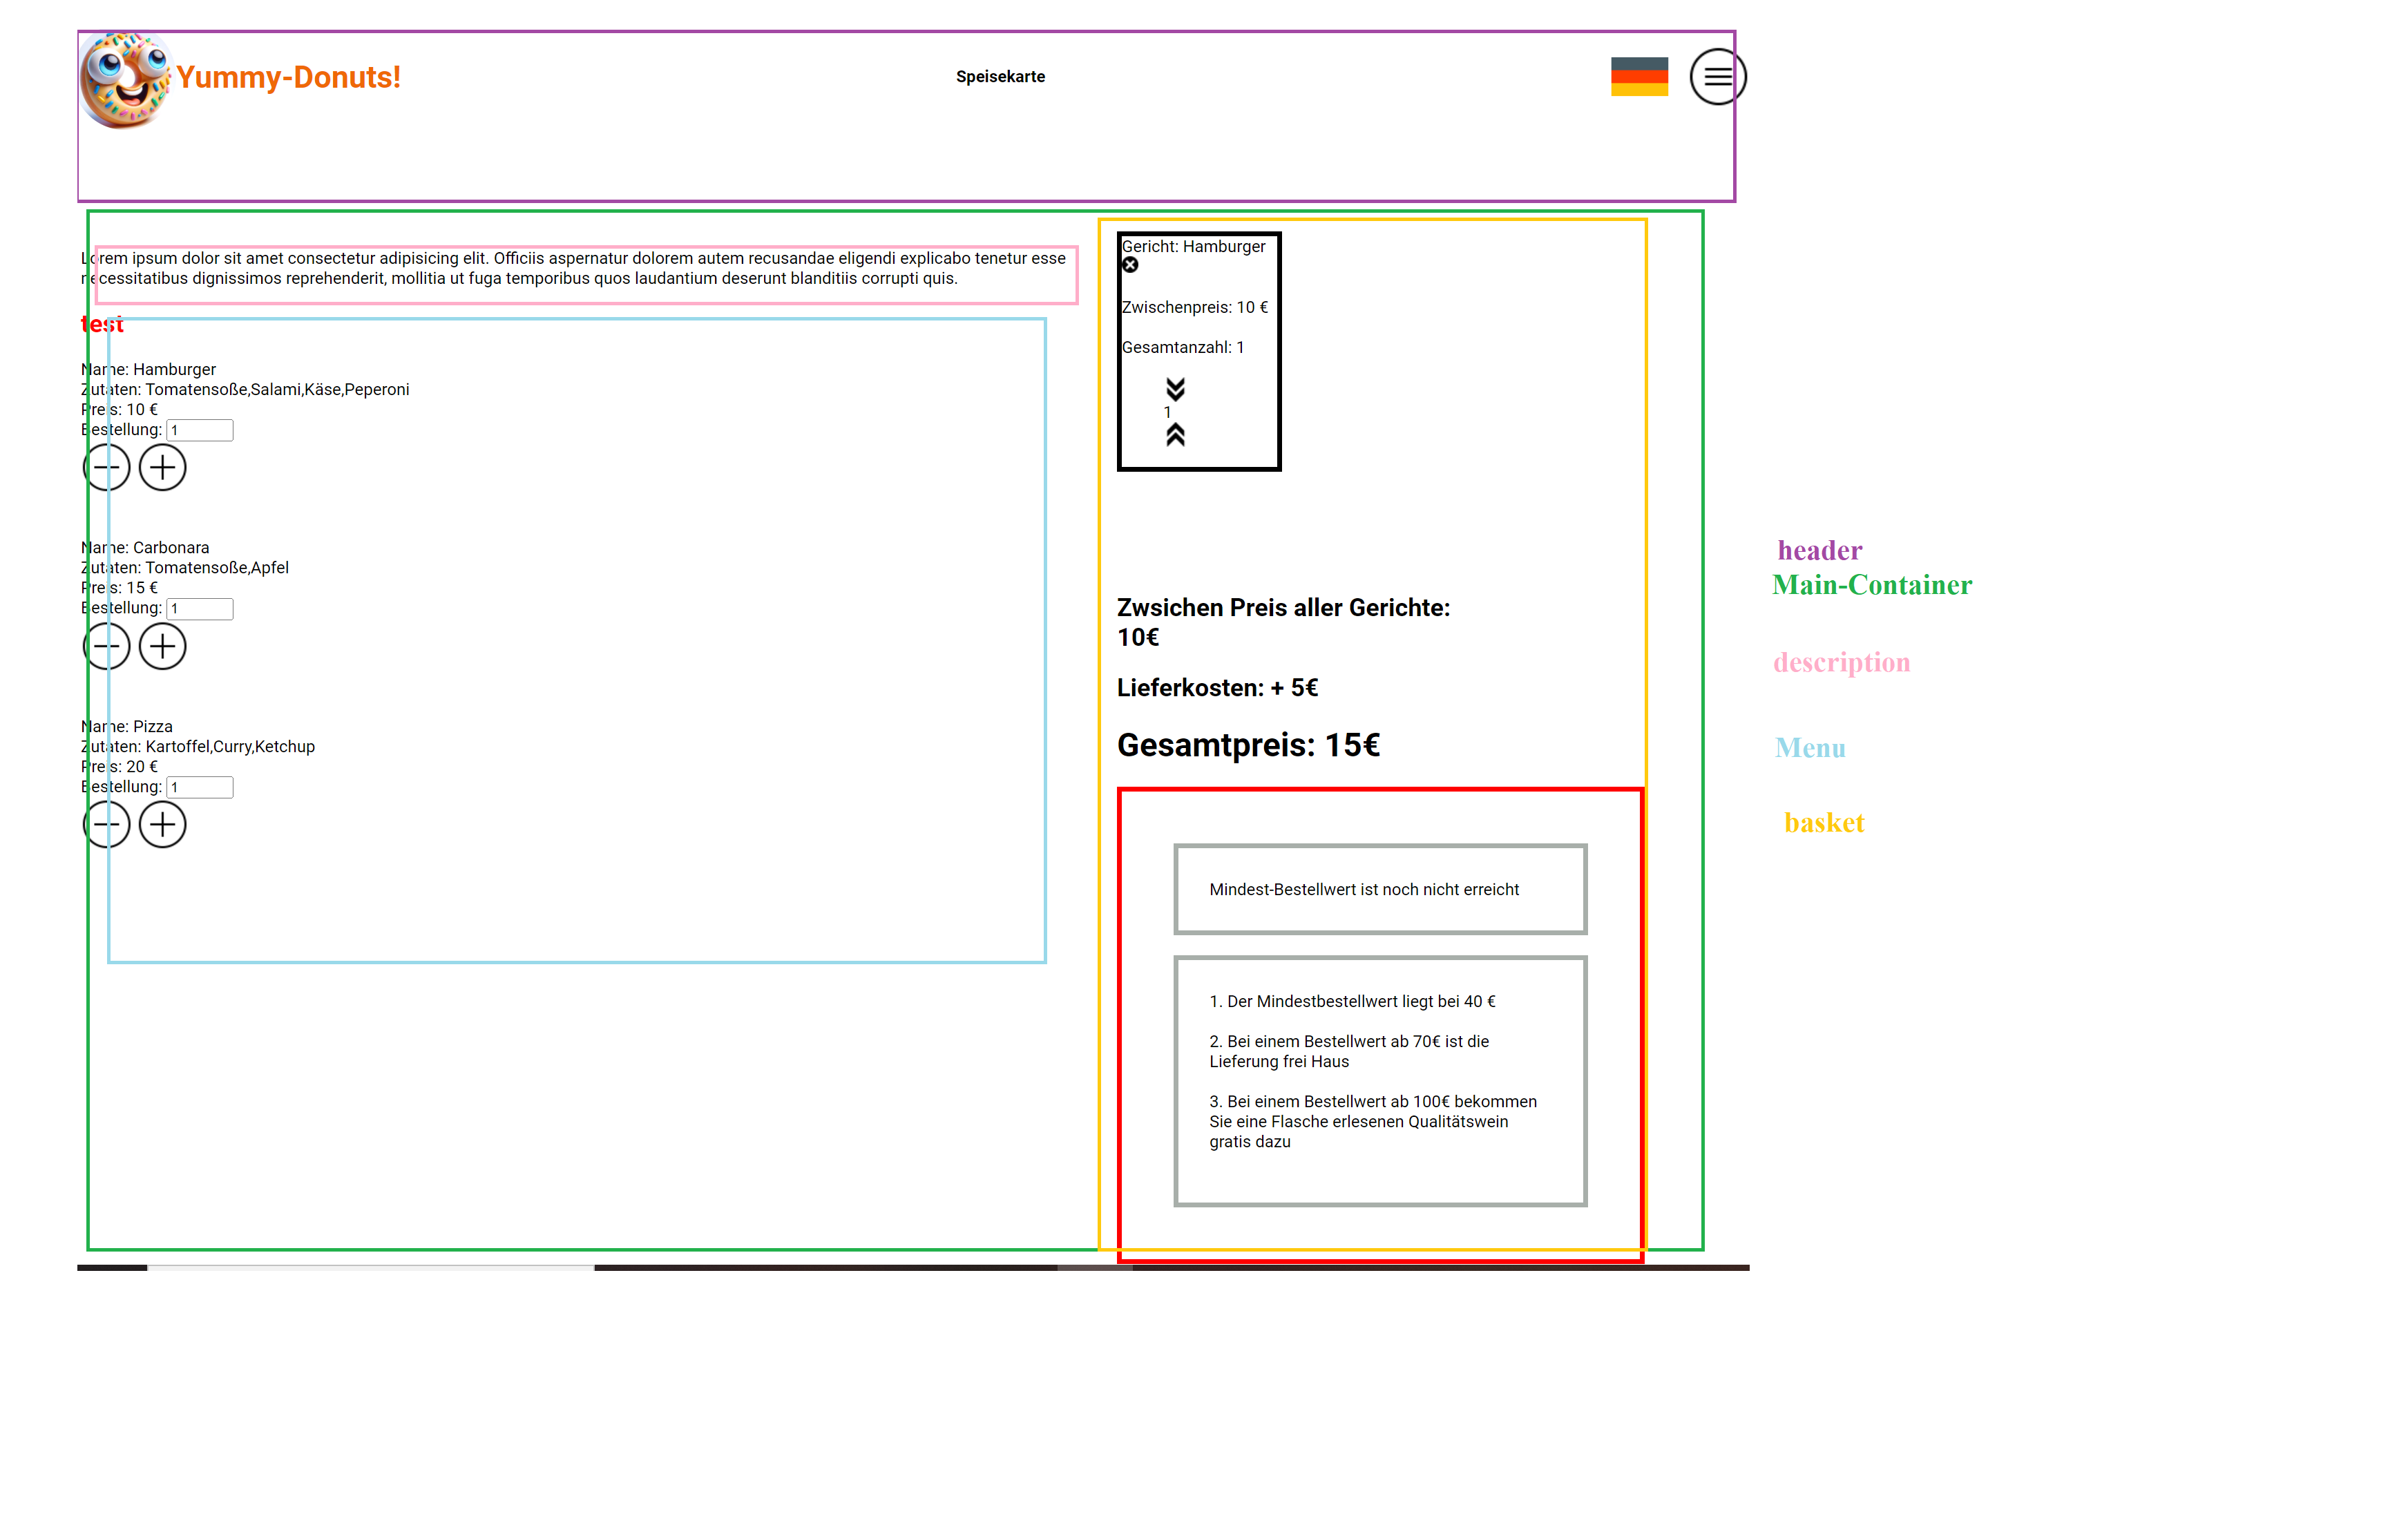 Yummy-Donuts!
Speisekarte
Lorem ipsum dolor sit amet consectetur adipisicing elit. Officiis aspernatur dolorem autem recusandae eligendi explicabo tenetur esse
necessitatibus dignissimos reprehenderit, mollitia ut fuga temporibus quos laudantium deserunt blanditiis corrupti quis.
test
Name: Hamburger
Zutaten: Tomatensoße,Salami,Käse,Peperoni
Preis: 10 €
Bestellung: 1
Name: Carbonara
Zutaten: Tomatensoße,Apfel
Preis: 15 €
Bestellung: 1
Name: Pizza
Zutaten: Kartoffel,Curry,Ketchup
Preis: 20 €
Bestellung: 1
Gericht: Hamburger
Zwischenpreis: 10 €
Gesamtanzahl: 1
1
Zwsichen Preis aller Gerichte:
10€
Lieferkosten: + 5€
Gesamtpreis: 15€
Mindest-Bestellwert ist noch nicht erreicht
1. Der Mindestbestellwert liegt bei 40 €
2. Bei einem Bestellwert ab 70€ ist die
Lieferung frei Haus
3. Bei einem Bestellwert ab 100€ bekommen
Sie eine Flasche erlesenen Qualitätswein
gratis dazu
header
Main-Container
description
Menu
basket